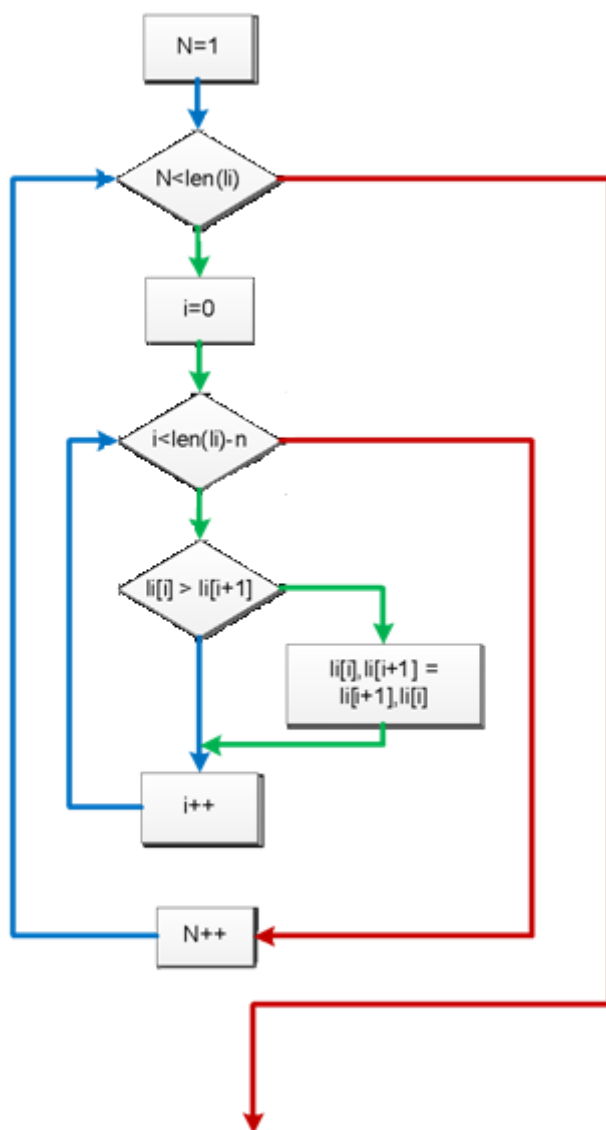 N=1
N<len(li)
i=0
i<len(li)-n
li[i] > li[i+1]
li[i],li[i+1] =
li[i+1],li[i]
i++
N++